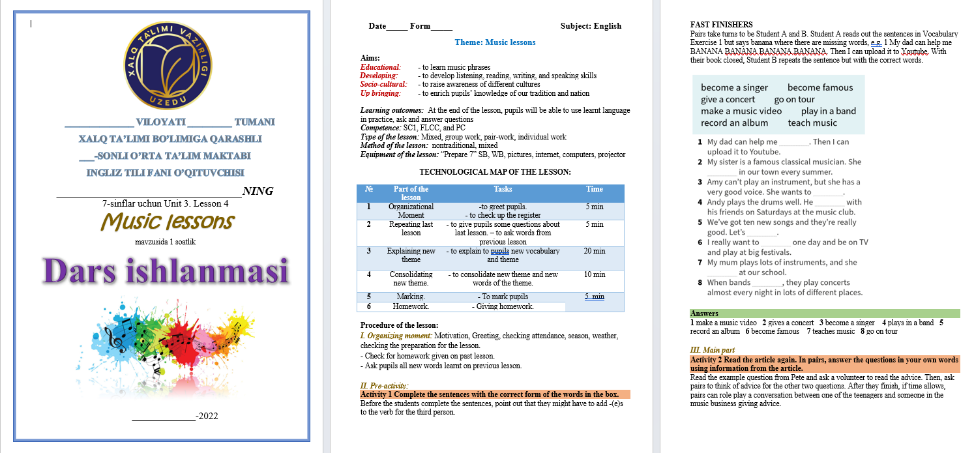 XALQ TA'LIMI VAZIRLIGI
UZEDU
____________ VILOYATI ________ TUMANI
XALQ TA'LIMI BO'LIMIGA QARASHLI
___-SONLI O'RTA TA'LIM MAKTABI
INGLIZ TILI FANI O'QITUVCHISI
______________________________NING
7-sinflar uchun Unit 3. Lesson 4
Music lessons
mavzusida 1 soatlik
Dars ishlanmasi
_____________-2022
Date_____ Form_____ Subject: English
Theme: Music lessons
Aims:
Educational: - to learn music phrases
Developing: - to develop listening, reading, writing, and speaking skills
Socio-cultural: - to raise awareness of different cultures
Up bringing: - to enrich pupils' knowledge of our tradition and nation
Learning outcomes: At the end of the lesson, pupils will be able to use learnt language
in practice, ask and answer questions
Competence: SC1, FLCC, and PC
Type of the lesson: Mixed, group work, pair-work, individual work
Method of the lesson: nontraditional, mixed
Equipment of the lesson: "Prepare 7" SB, WB, pictures, internet, computers, projector
TECHNOLOGICAL MAP OF THE LESSON:
№ Part of the lesson Tasks Time
1 Organizational Moment -to greet pupils. - to check up the register 5 min
2 Repeating last lesson - to give pupils some questions about last lesson. – to ask words from previous lesson 5 min
3 Explaining new theme - to explain to pupils new vocabulary and theme 20 min
4 Consolidating new theme. - to consolidate new theme and new words of the theme. 10 min
5 Marking. - To mark pupils 5 min
6 Homework. - Giving homework.
Procedure of the lesson:
I. Organizing moment: Motivation, Greeting, checking attendance, season, weather,
checking the preparation for the lesson.
- Check for homework given on past lesson.
- Ask pupils all new words learnt on previous lesson.
II. Pre-activity:
Activity 1 Complete the sentences with the correct form of the words in the box.
Before the students complete the sentences, point out that they might have to add -(e)s
to the verb for the third person.
FAST FINISHERS
Pairs take turns to be Student A and B. Student A reads out the sentences in Vocabulary
Exercise 1 but says banana where there are missing words, e.g. 1 My dad can help me
BANANA BANANA BANANA BANANA. Then I can upload it to Youtube. With
their book closed, Student B repeats the sentence but with the correct words.
become a singer become famous
give a concert go on tour
make a music video play in a band
record an album teach music
1 My dad can help me ______. Then I can
upload it to Youtube.
2 My sister is a famous classical musician. She
______ in our town every summer.
3 Amy can't play an instrument, but she has a
very good voice. She wants to ______.
4 Andy plays the drums well. He ______ with
his friends on Saturdays at the music club.
5 We've got ten new songs and they're really
good. Let's ______.
6 I really want to ______ one day and be on TV
and play at big festivals.
7 My mum plays lots of instruments, and she
______ at our school.
8 When bands ______, they play concerts
almost every night in lots of different places.
Answers
1 make a music video 2 gives a concert 3 become a singer 4 plays in a band 5
record an album 6 become famous 7 teaches music 8 go on tour
III. Main part
Activity 2 Read the article again. In pairs, answer the questions in your own words
using information from the article.
Read the example question from Pete and ask a volunteer to read the advice. Then, ask
pairs to think of advice for the other two questions. After they finish, if time allows,
pairs can role play a conversation between one of the teenagers and someone in the
music business giving advice.